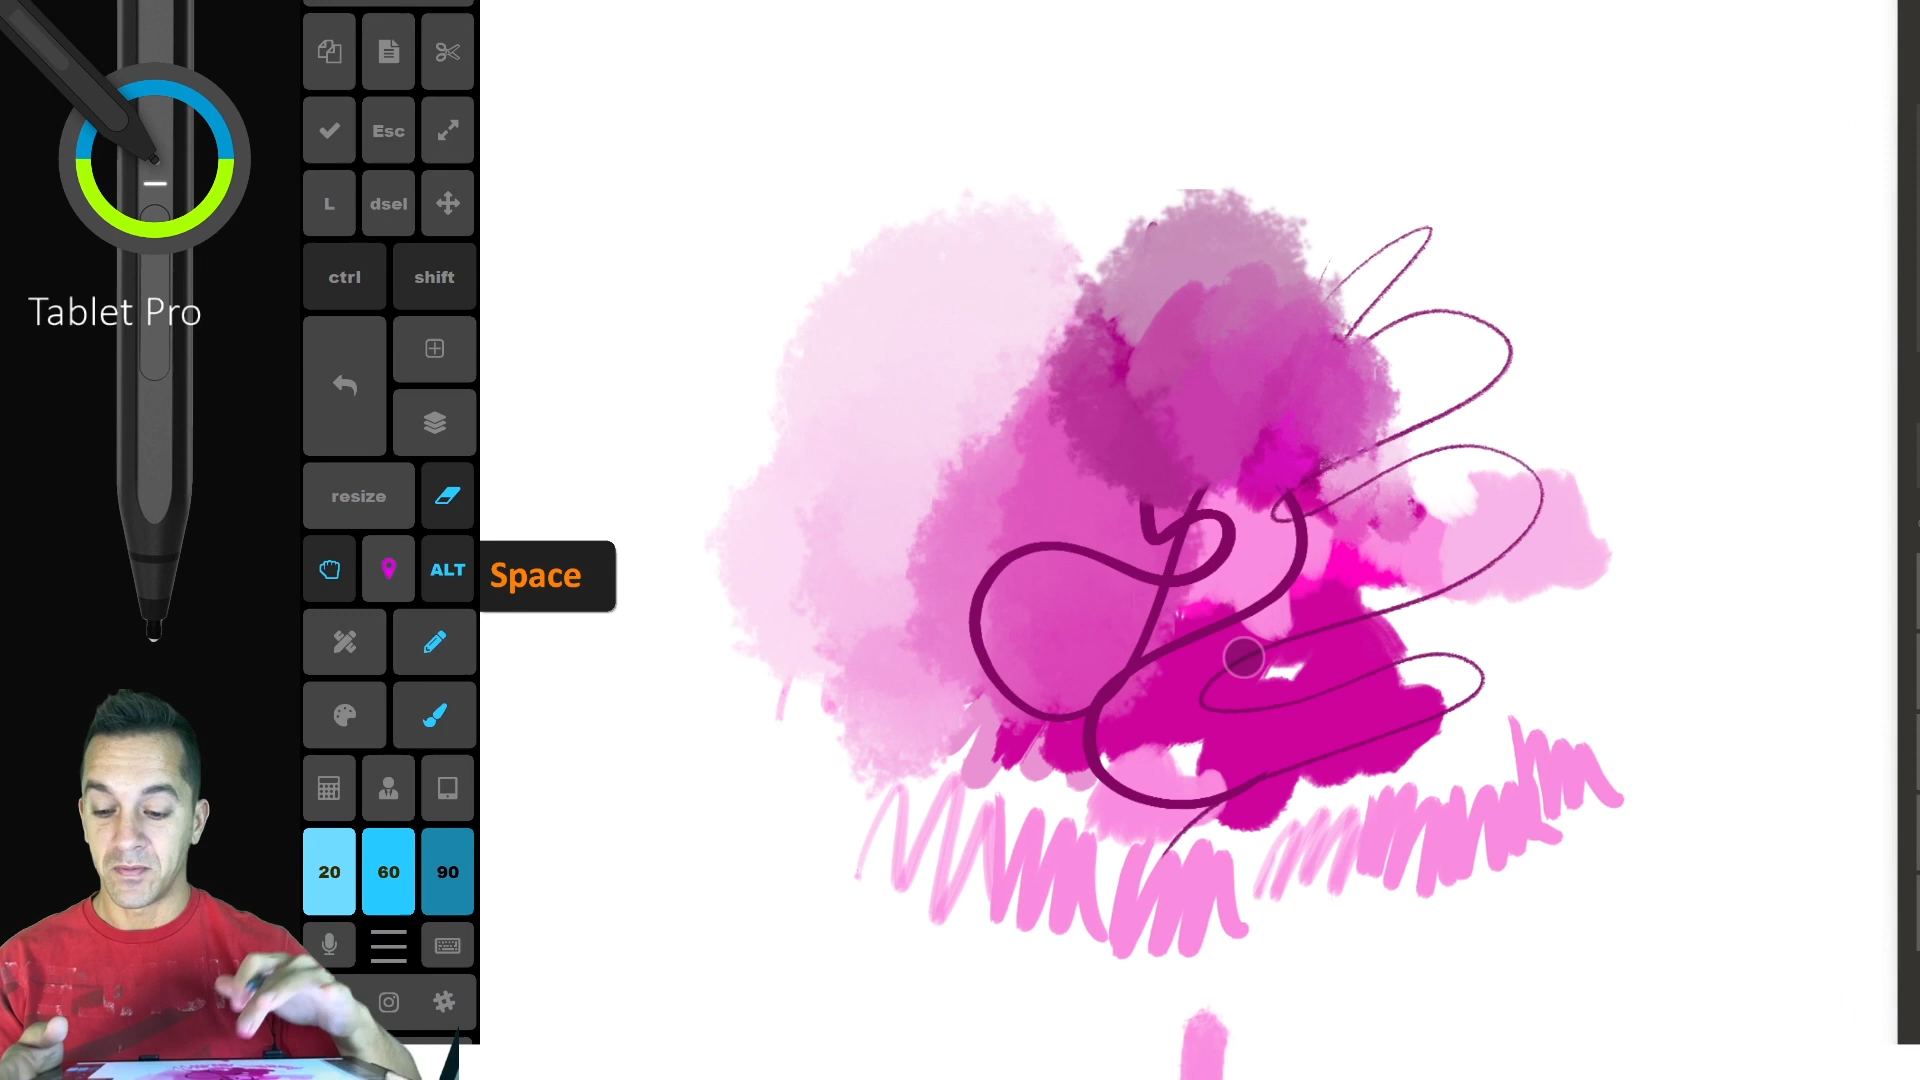 Tablet Pro
Esc
L
dsel
ctrl
shift
resize
ALT
Space
20
60
90